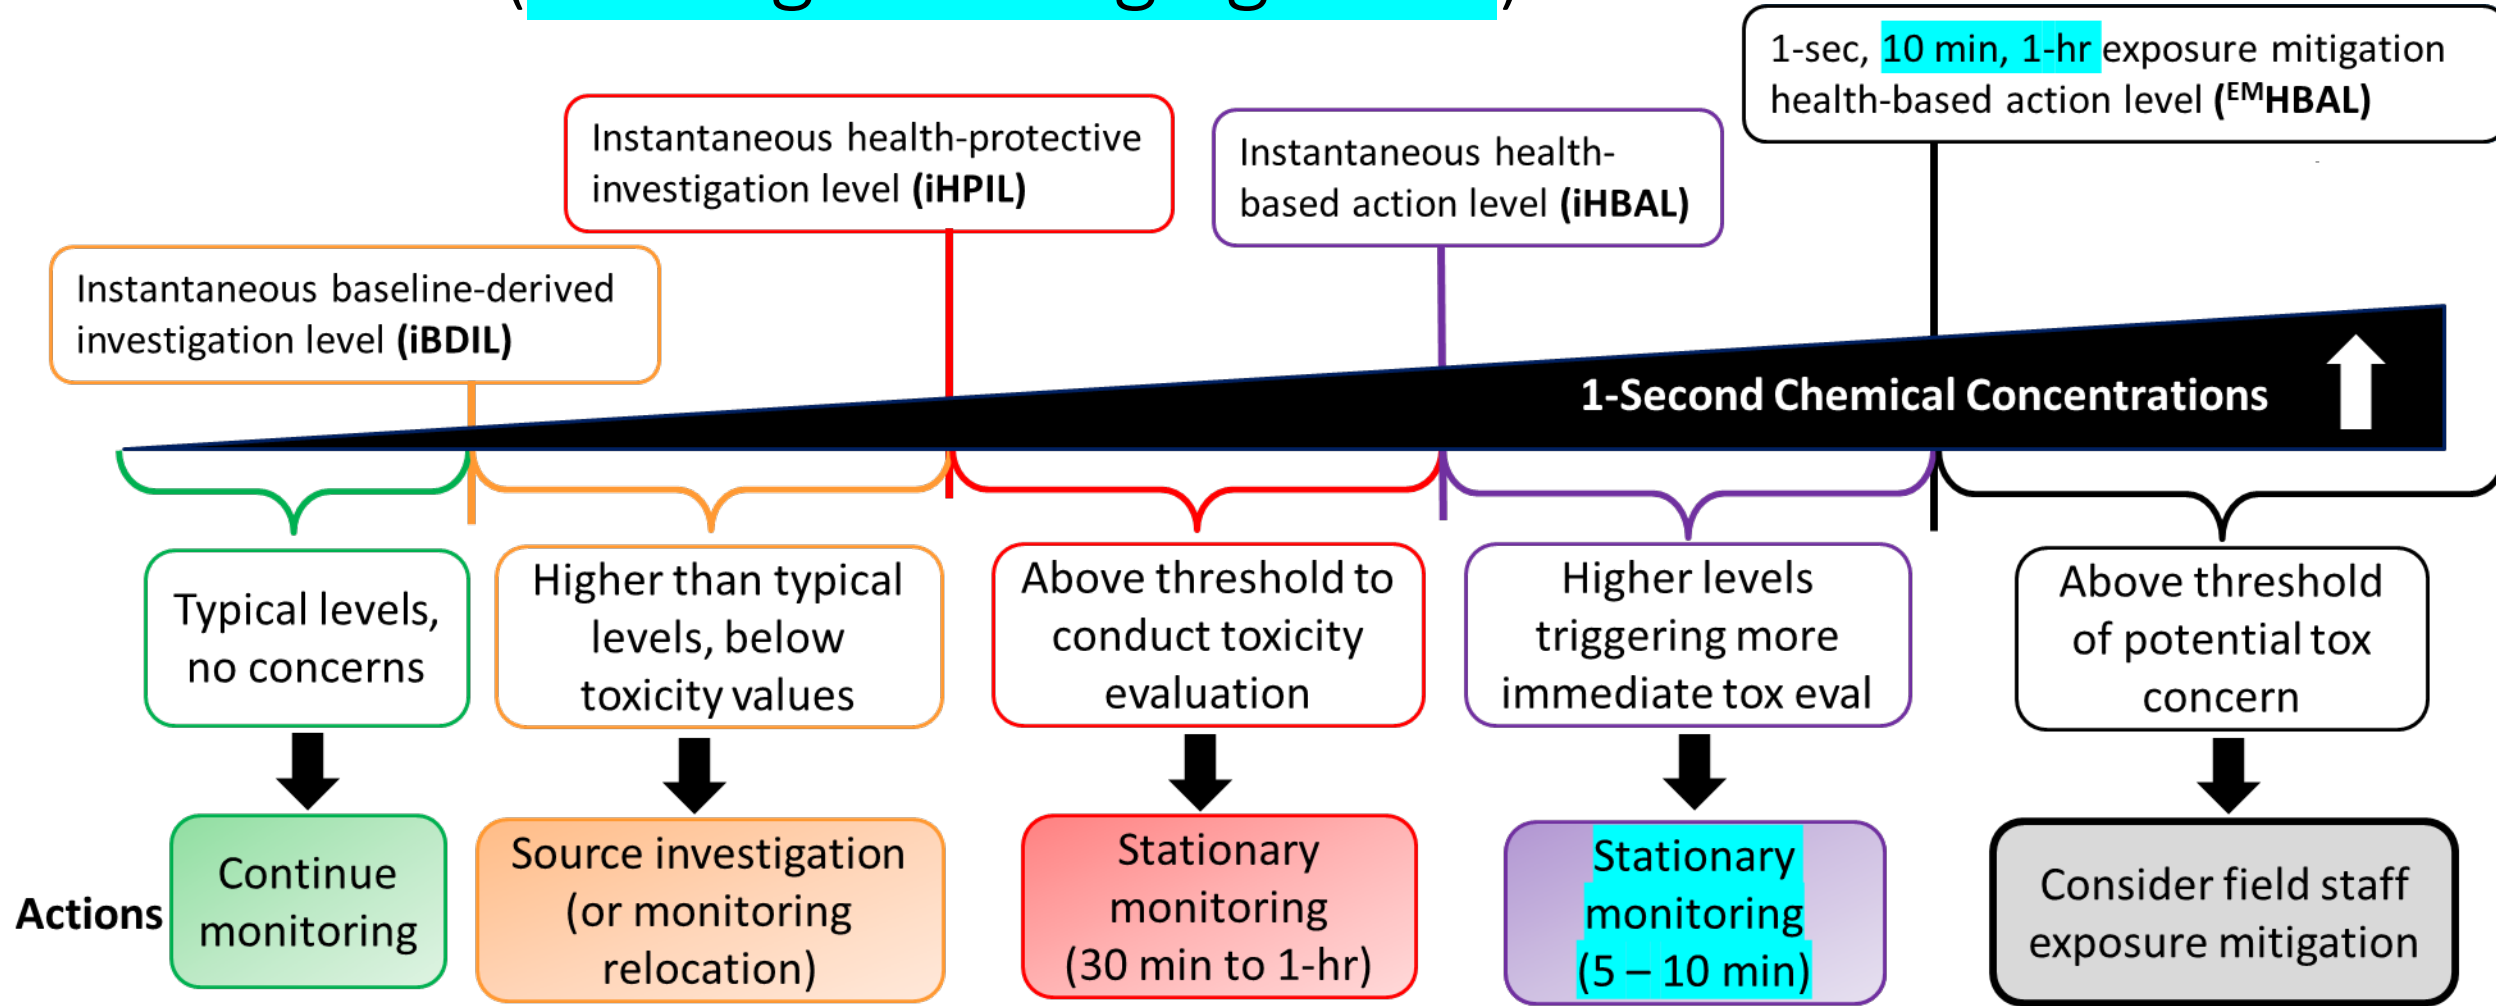 1-sec, 10 min, 1-hr exposure mitigation
health-based action level (EMHBAL)
Instantaneous health-protective
investigation level (iHPIL)
Instantaneous health-
based action level (iHBAL)
Instantaneous baseline-derived
investigation level (iBDIL)
1-Second Chemical Concentrations
Typical levels,
no concerns
Higher than typical
levels, below
toxicity values
Above threshold to
conduct toxicity
evaluation
Higher levels
triggering more
immediate tox eval
Above threshold
of potential tox
concern
Actions
Continue
monitoring
Source investigation
(or monitoring
relocation)
Stationary
monitoring
(30 min to 1-hr)
Stationary
monitoring
(5 – 10 min)
Consider field staff
exposure mitigation